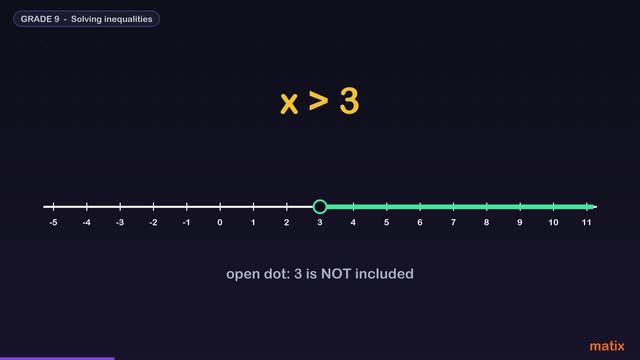 GRADE 9 - Solving inequalities
x > 3
-5 -4 -3 -2 -1 0 1 2 3 4 5 6 7 8 9 10 11
open dot: 3 is NOT included
matix